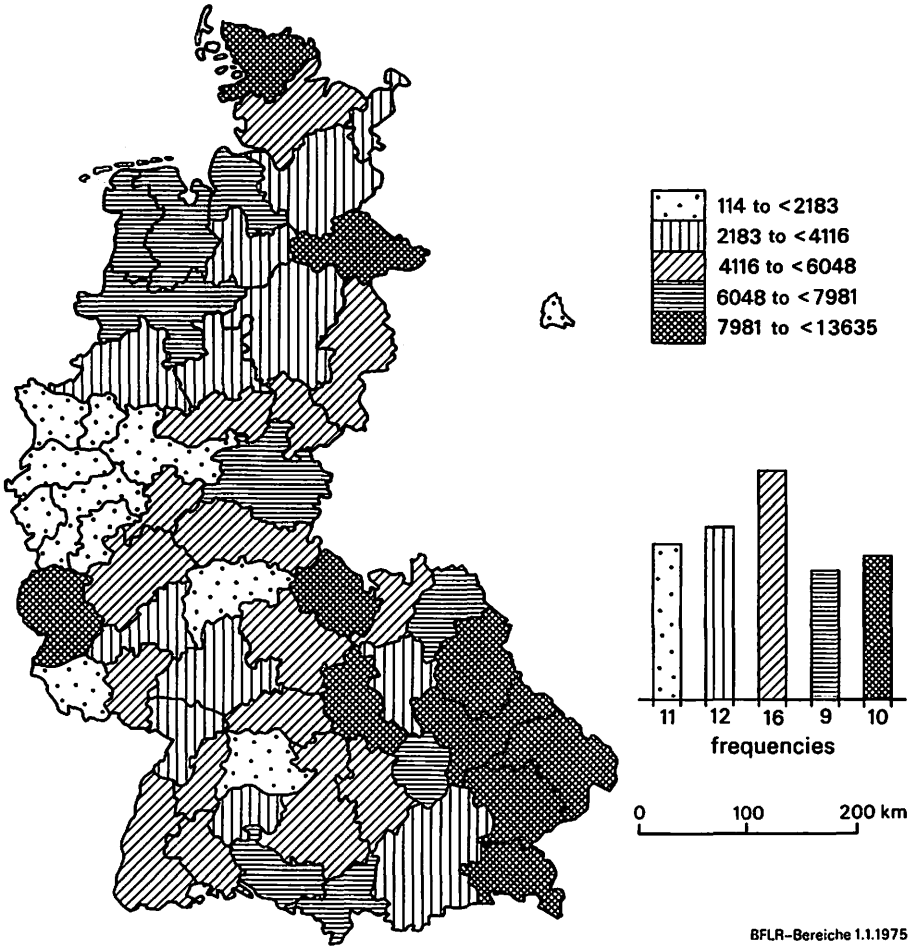 114 to <2183
2183 to <4116
4116 to <6048
6048 to <7981
7981 to <13635
11 12 16 9 10
frequencies
0 100 200 km
BFLR-Bereiche 1.1.1975